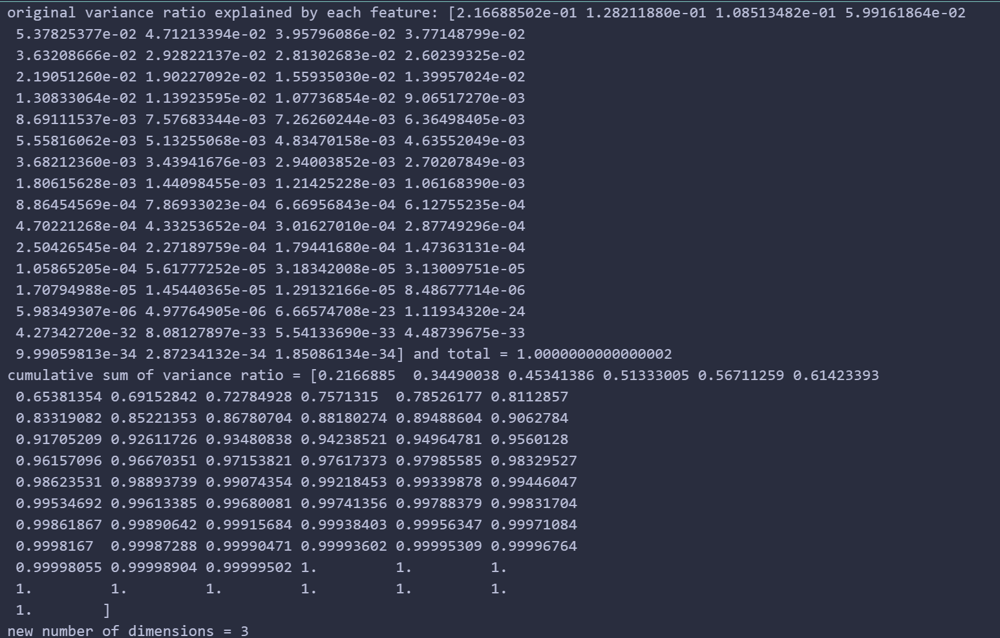 original variance ratio explained by each feature: [2.16688502e-01 1.28211880e-01 1.08513482e-01 5.99161864e-02
5.37825377e-02 4.71213394e-02 3.95796086e-02 3.77148799e-02
3.63208666e-02 2.92822137e-02 2.81302683e-02 2.60239325e-02
2.19051260e-02 1.90227092e-02 1.55935030e-02 1.39957024e-02
1.30833064e-02 1.13923595e-02 1.07736854e-02 9.06517270e-03
8.69111537e-03 7.57683344e-03 7.26260244e-03 6.36498405e-03
5.55816062e-03 5.13255068e-03 4.83470158e-03 4.63552049e-03
3.68212360e-03 3.43941676e-03 2.94003852e-03 2.70207849e-03
1.80615628e-03 1.44098455e-03 1.21425228e-03 1.06168390e-03
8.86454569e-04 7.86933023e-04 6.66956843e-04 6.12755235e-04
4.70221268e-04 4.33253652e-04 3.01627010e-04 2.87749296e-04
2.50426545e-04 2.27189759e-04 1.79441680e-04 1.47363131e-04
1.05865205e-04 5.61777252e-05 3.18342008e-05 3.13009751e-05
1.70794988e-05 1.45440365e-05 1.29132166e-05 8.48677714e-06
5.98349307e-06 4.97764905e-06 6.66574708e-23 1.11934320e-24
4.27342720e-32 8.08127897e-33 5.54133690e-33 4.48739675e-33
9.99059813e-34 2.87234132e-34 1.85086134e-34] and total = 1.0000000000000002
cumulative sum of variance ratio = [0.2166885  0.34490038 0.45341386 0.51333005 0.56711259 0.61423393
0.65381354 0.69152842 0.72784928 0.7571315  0.78526177 0.8112857
0.83319082 0.85221353 0.86780704 0.88180274 0.89488604 0.9062784
0.91705209 0.92611726 0.93480838 0.94238521 0.94964781 0.9560128
0.96157096 0.96670351 0.97153821 0.97617373 0.97985585 0.98329527
0.98623531 0.98893739 0.99074354 0.99218453 0.99339878 0.99446047
0.99534692 0.99613385 0.99680081 0.99741356 0.99788379 0.99831704
0.99861867 0.99890642 0.99915684 0.99938403 0.99956347 0.99971084
0.9998167  0.99987288 0.99990471 0.99993602 0.99995309 0.99996764
0.99998055 0.99998904 0.99999502 1.         1.         1.
1.         1.         1.         1.         1.         1.
1.        ]
new number of dimensions = 3